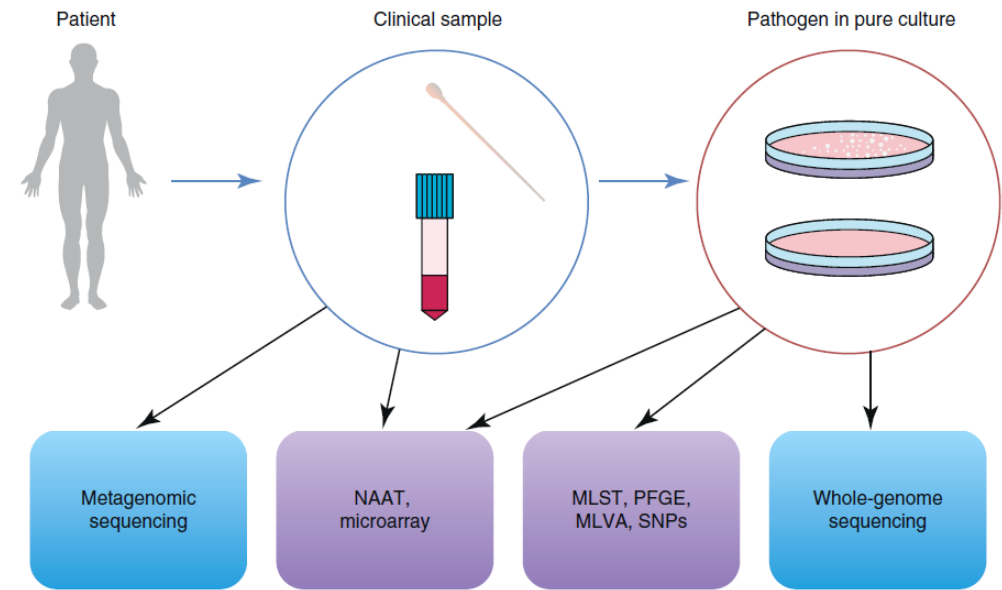 Patient
Clinical sample
Pathogen in pure culture
Metagenomic
sequencing
NAAT,
microarray
MLST, PFGE,
MLVA, SNPs
Whole-genome
sequencing